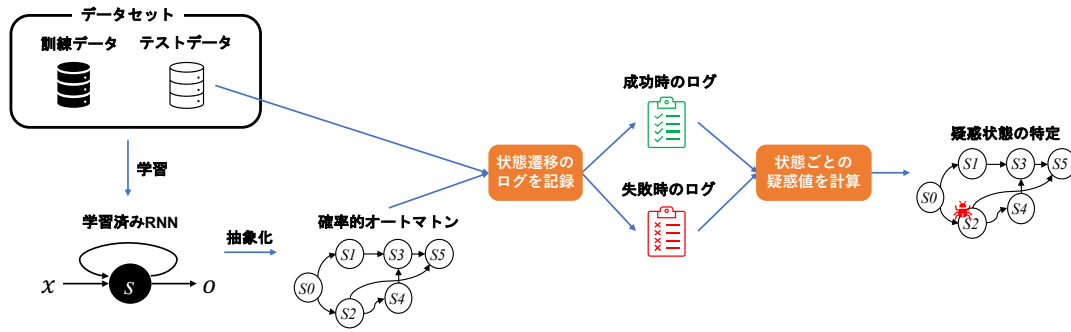 データセット
訓練データ
テストデータ
学習
学習済みRNN
x
s
o
抽象化
確率的オートマトン
S0
S1
S3
S5
S2
S4
状態遷移の
ログを記録
成功時のログ
失敗時のログ
状態ごとの
疑惑値を計算
疑惑状態の特定
S1
S3
S5
S0
S2
S4